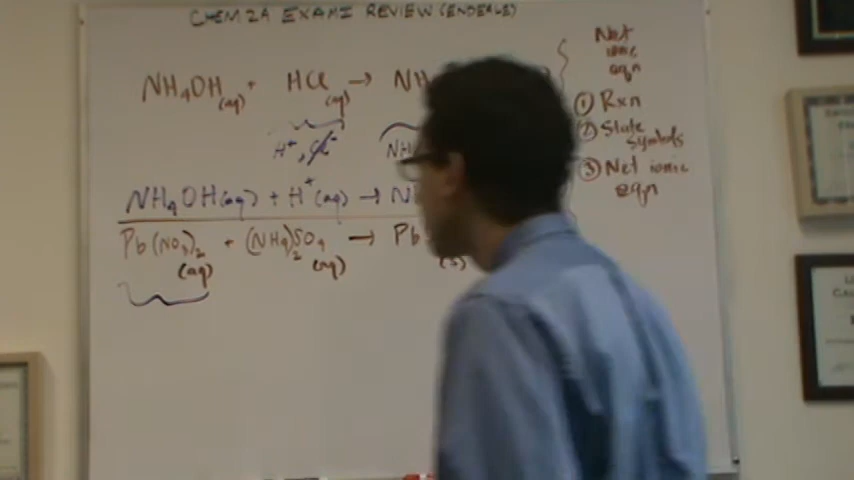 CHEM 2A EXAM I REVIEW (ENDERLE)
NH4OH(aq) + HCl(aq) → NH
H+, Cl-
NH
NH4OH(aq) + H+(aq) → N
Pb(NO3)2 (aq) + (NH4)2SO4 (aq) → Pb
(s)
Net
ionic
eqn
① Rxn
② State
symbols
③ Net ionic
eqn